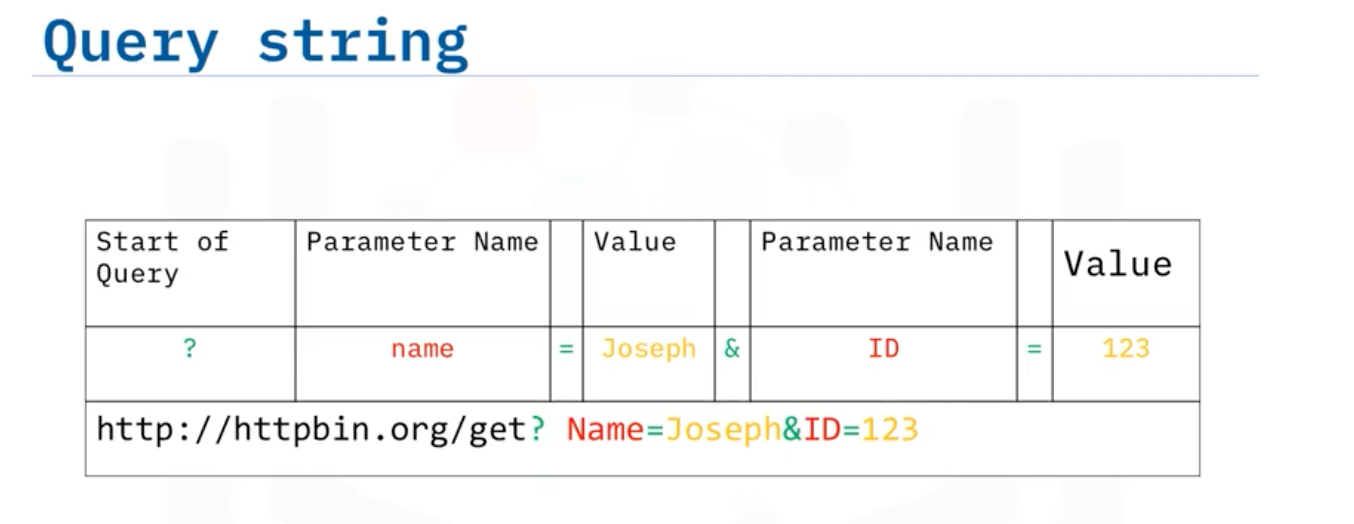 Query string
Start of Query Parameter Name Value Parameter Name Value
? name = Joseph & ID = 123
http://httpbin.org/get? Name=Joseph&ID=123